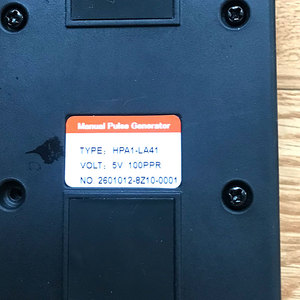 Manual Pulse Generator
TYPE: HPA1-LA41
VOLT: 5V 100PPR
NO 2601012-8Z10-0001